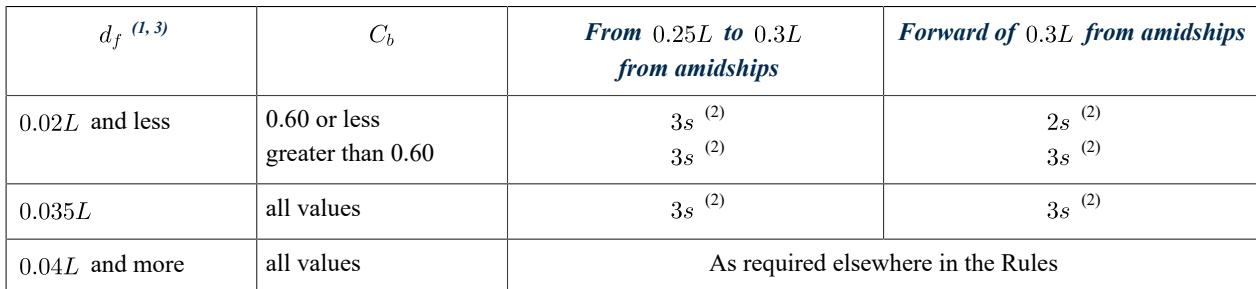 d_f (1, 3) C_b From 0.25L to 0.3L Forward of 0.3L from amidships
from amidships
0.02L and less 0.60 or less 3s (2) 2s (2)
greater than 0.60 3s (2) 3s (2)
0.035L all values 3s (2) 3s (2)
0.04L and more all values As required elsewhere in the Rules